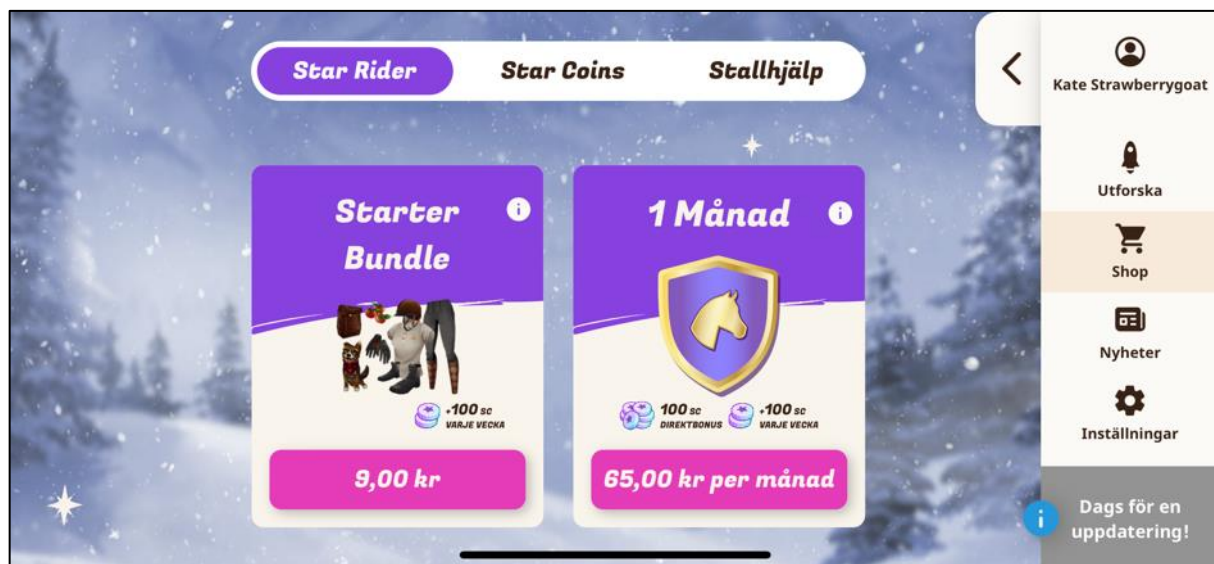 Star Rider
Star Coins
Stallhjälp
Kate Strawberrygoat
Utforska
Shop
Nyheter
Inställningar
Dags för en
uppdatering!
Starter
Bundle
+100 SC
VARJE VECKA
9,00 kr
1 Månad
100 SC
DIREKTBONUS
+100 SC
VARJE VECKA
65,00 kr per månad